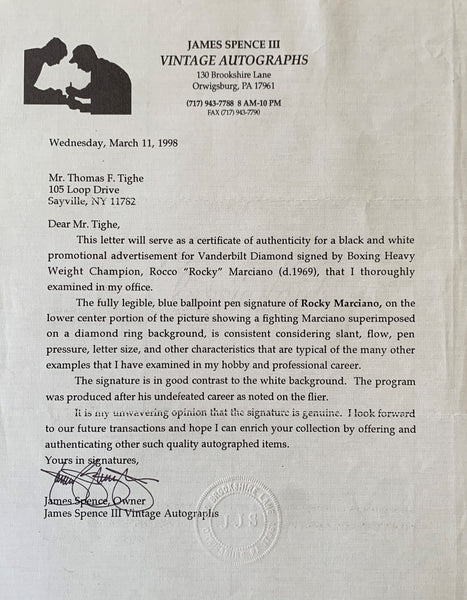 JAMES SPENCE III
VINTAGE AUTOGRAPHS
130 Brookshire Lane
Orwigsburg, PA 17961
(717) 943-7788 8 AM-10 PM
FAX (717) 943-7790
Wednesday, March 11, 1998
Mr. Thomas F. Tighe
105 Loop Drive
Sayville, NY 11782
Dear Mr. Tighe,
This letter will serve as a certificate of authenticity for a black and white
promotional advertisement for Vanderbilt Diamond signed by Boxing Heavy
Weight Champion, Rocco "Rocky" Marciano (d.1969), that I thoroughly
examined in my office.
The fully legible, blue ballpoint pen signature of Rocky Marciano, on the
lower center portion of the picture showing a fighting Marciano superimposed
on a diamond ring background, is consistent considering slant, flow, pen
pressure, letter size, and other characteristics that are typical of the many other
examples that I have examined in my hobby and professional career.
The signature is in good contrast to the white background. The program
was produced after his undefeated career as noted on the flier.
It is my unwavering opinion that the signature is genuine. I look forward
to our future transactions and hope I can enrich your collection by offering and
authenticating other such quality autographed items.
Yours in signatures,
James Spence, Owner
James Spence III Vintage Autographs
BROOKSHIRE LANE
JJS